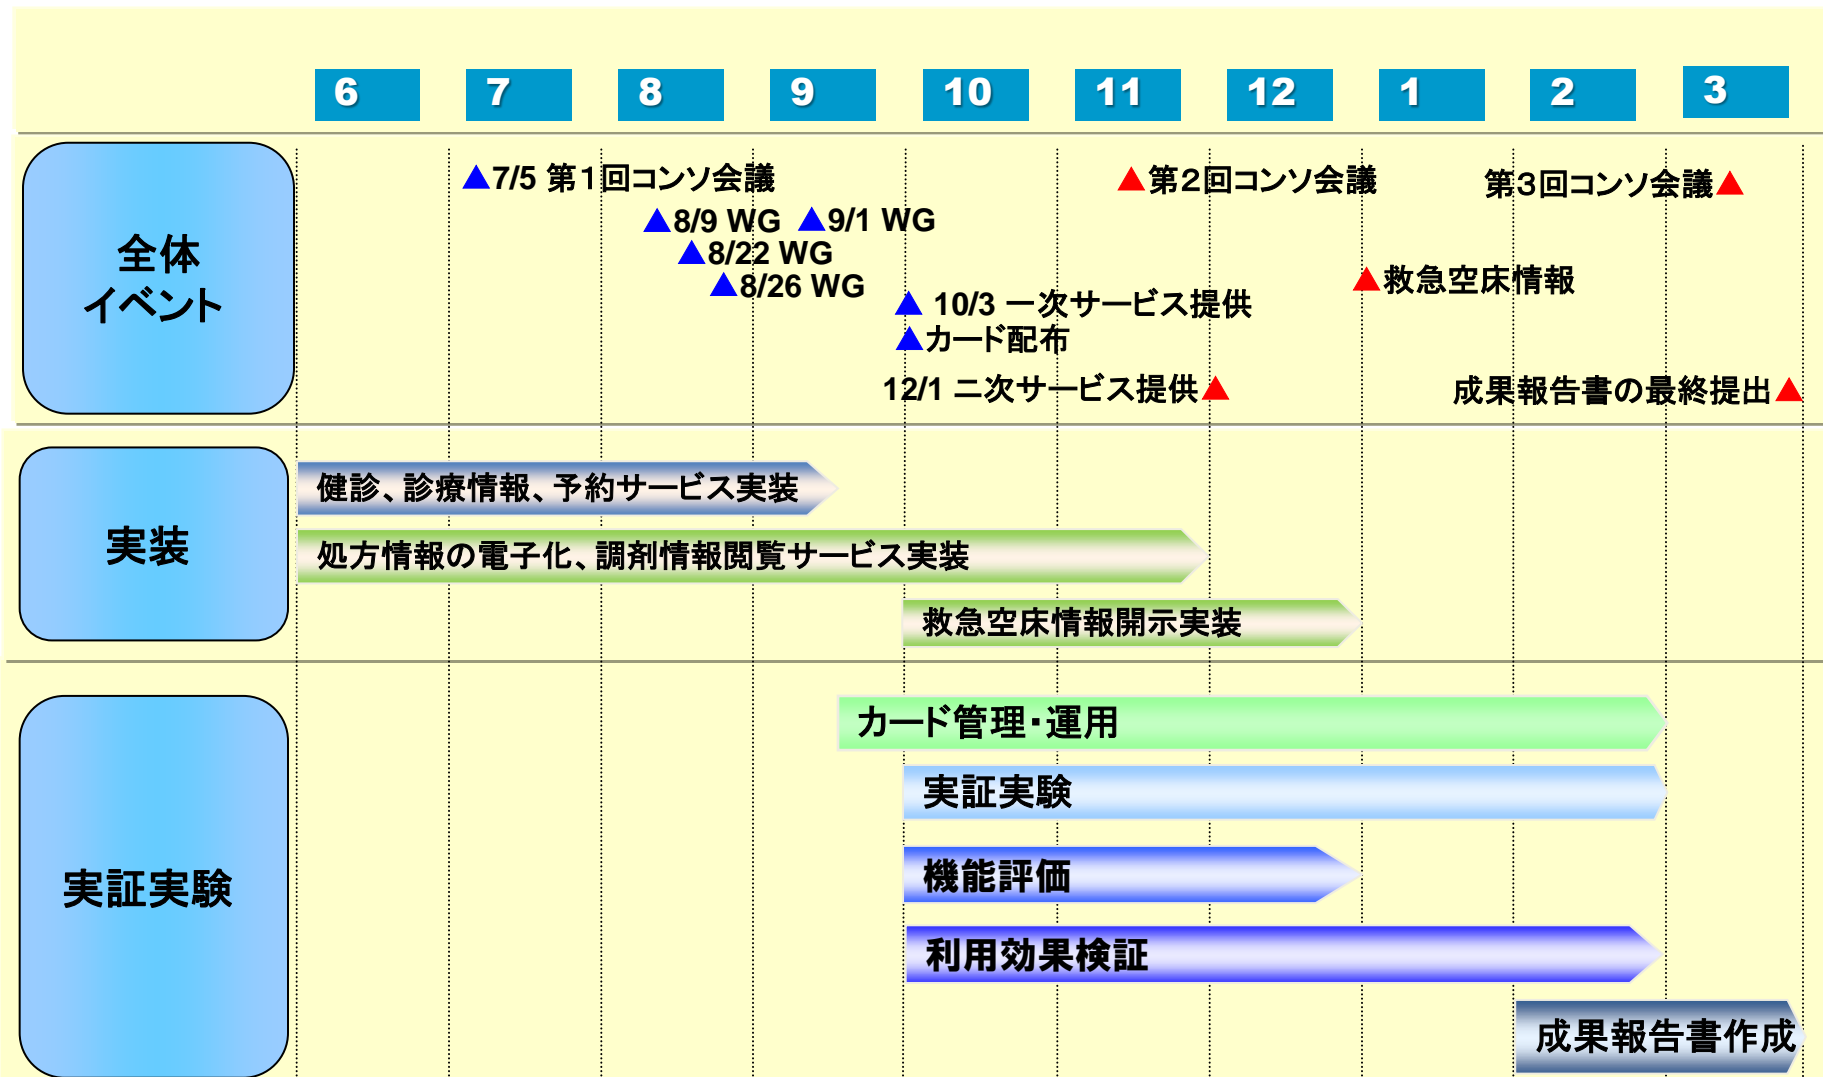 6 7 8 9 10 11 12 1 2 3
全体
イベント
▲7/5 第1回コンソ会議
▲第2回コンソ会議
第3回コンソ会議▲
▲8/9 WG
▲9/1 WG
▲8/22 WG
▲8/26 WG
▲救急空床情報
▲ 10/3 一次サービス提供
▲カード配布
12/1 二次サービス提供▲
成果報告書の最終提出▲
実装
健診、診療情報、予約サービス実装
処方情報の電子化、調剤情報閲覧サービス実装
救急空床情報開示実装
実証実験
カード管理・運用
実証実験
機能評価
利用効果検証
成果報告書作成